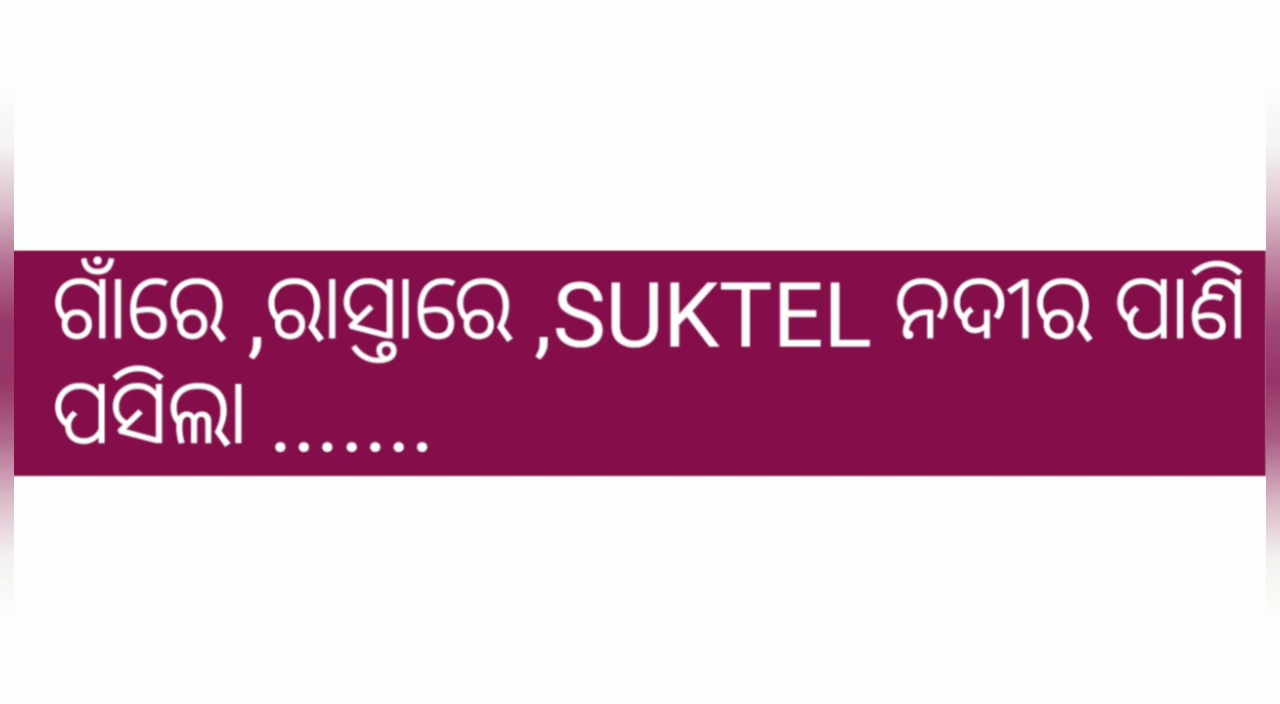 ଗାଁରେ ,ରାସ୍ତାରେ ,SUKTEL ନଦୀର ପାଣି
ପସିଲା .......